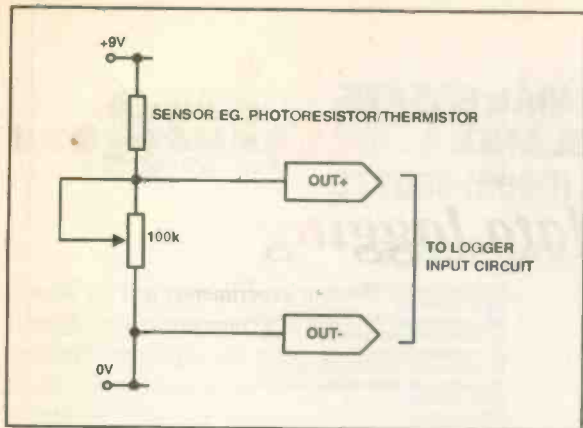 +9V
SENSOR EG. PHOTORESISTOR/THERMISTOR
OUT+
100k
TO LOGGER
INPUT CIRCUIT
OUT-
0V